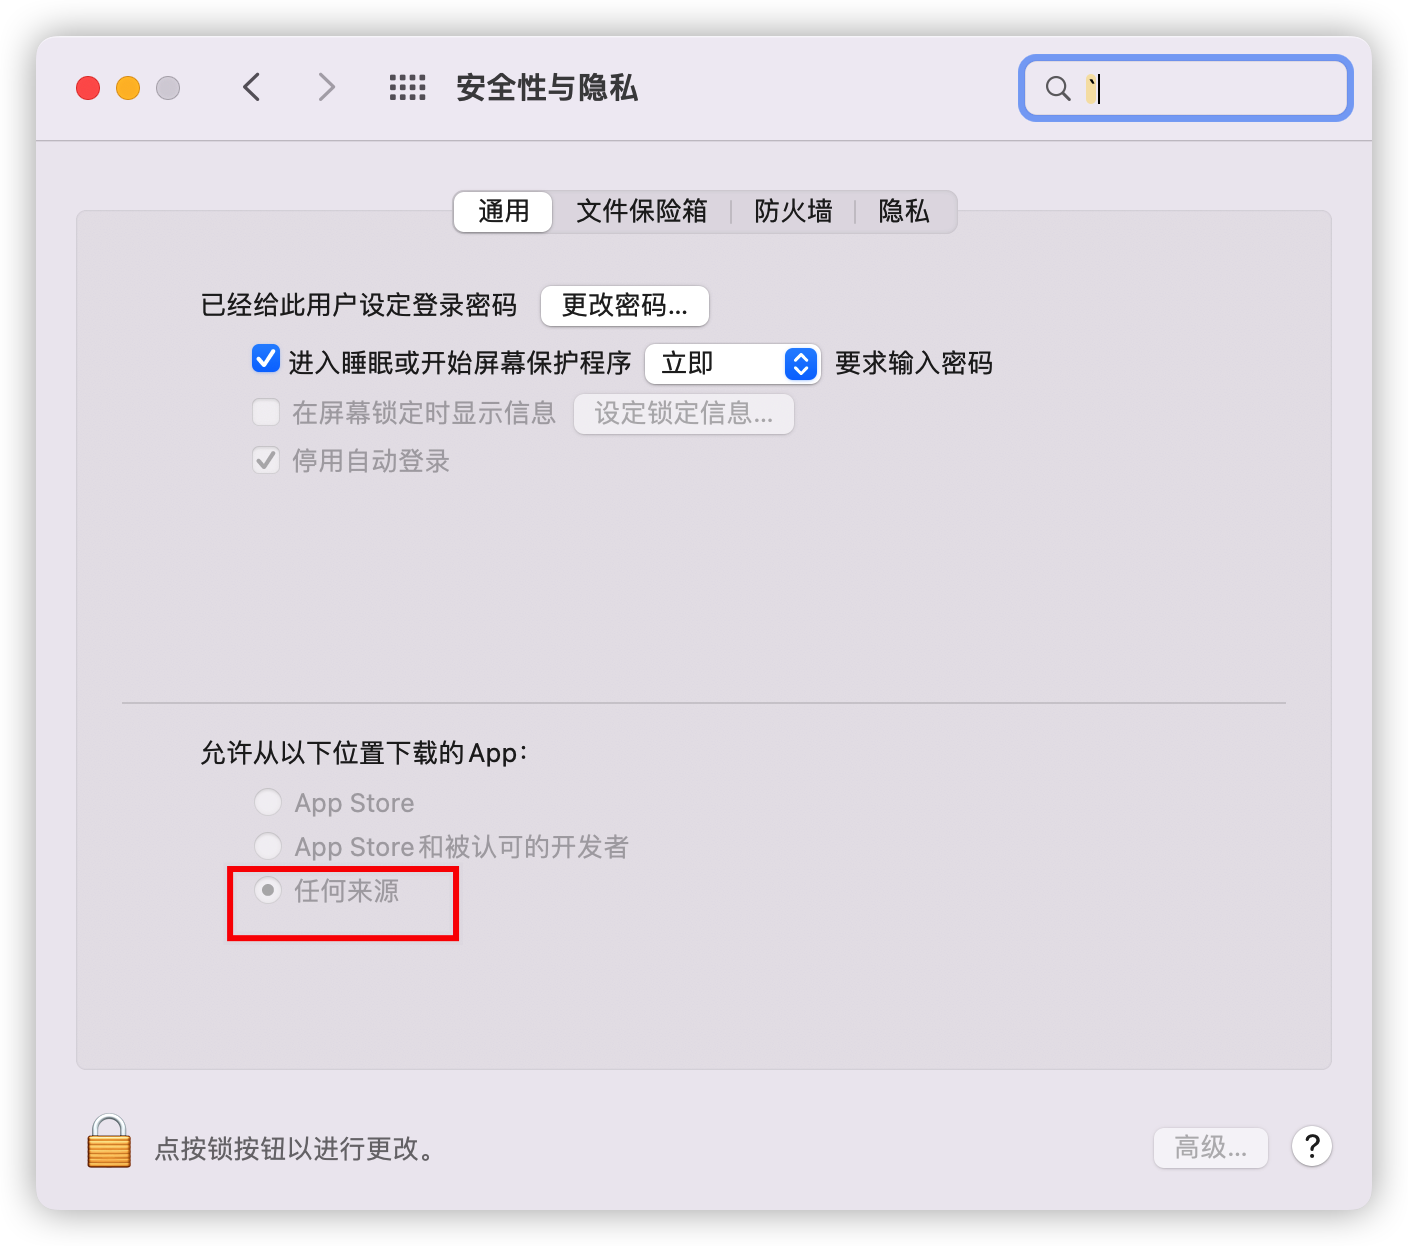 安全性与隐私
`
通用 文件保险箱 防火墙 隐私
已经给此用户设定登录密码 更改密码...
进入睡眠或开始屏幕保护程序 立即 要求输入密码
在屏幕锁定时显示信息 设定锁定信息...
停用自动登录
允许从以下位置下载的App：
App Store
App Store和被认可的开发者
任何来源
点按锁按钮以进行更改。 高级... ?